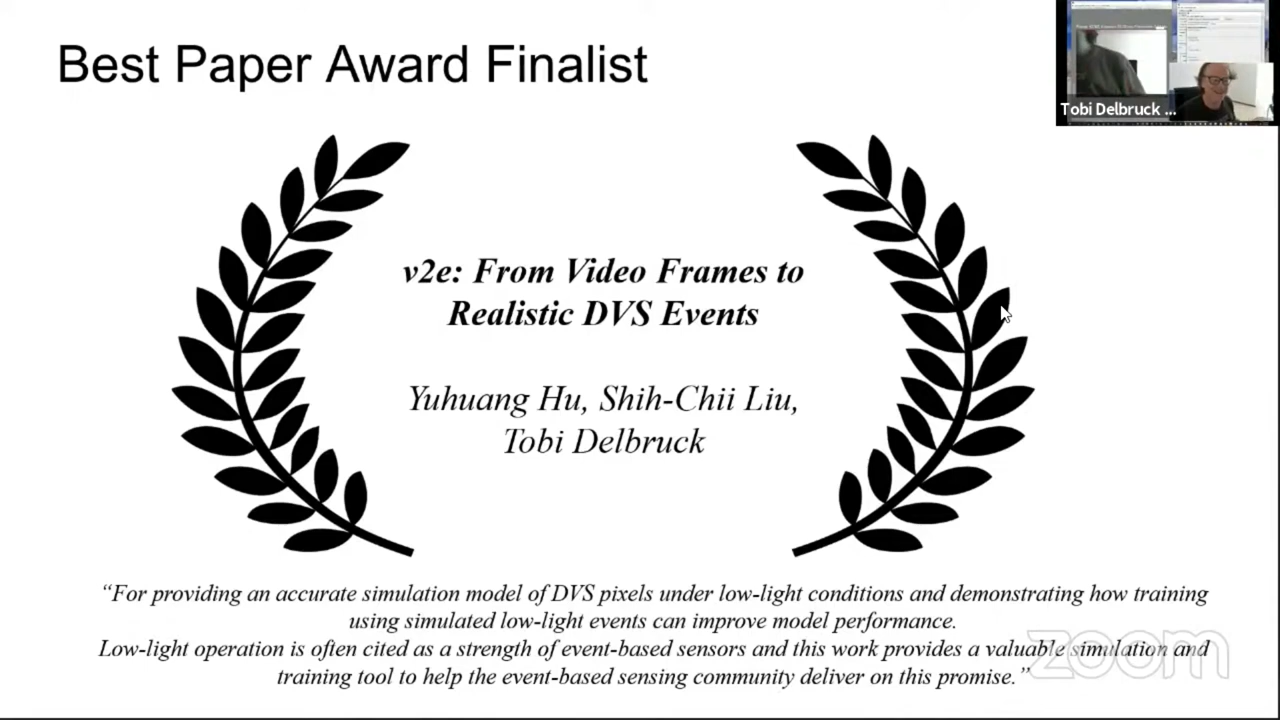 Best Paper Award Finalist
Tobi Delbruck ...
v2e: From Video Frames to
Realistic DVS Events
Yuhuang Hu, Shih-Chii Liu,
Tobi Delbruck
“For providing an accurate simulation model of DVS pixels under low-light conditions and demonstrating how training
using simulated low-light events can improve model performance.
Low-light operation is often cited as a strength of event-based sensors and this work provides a valuable simulation and
training tool to help the event-based sensing community deliver on this promise.”
zoom